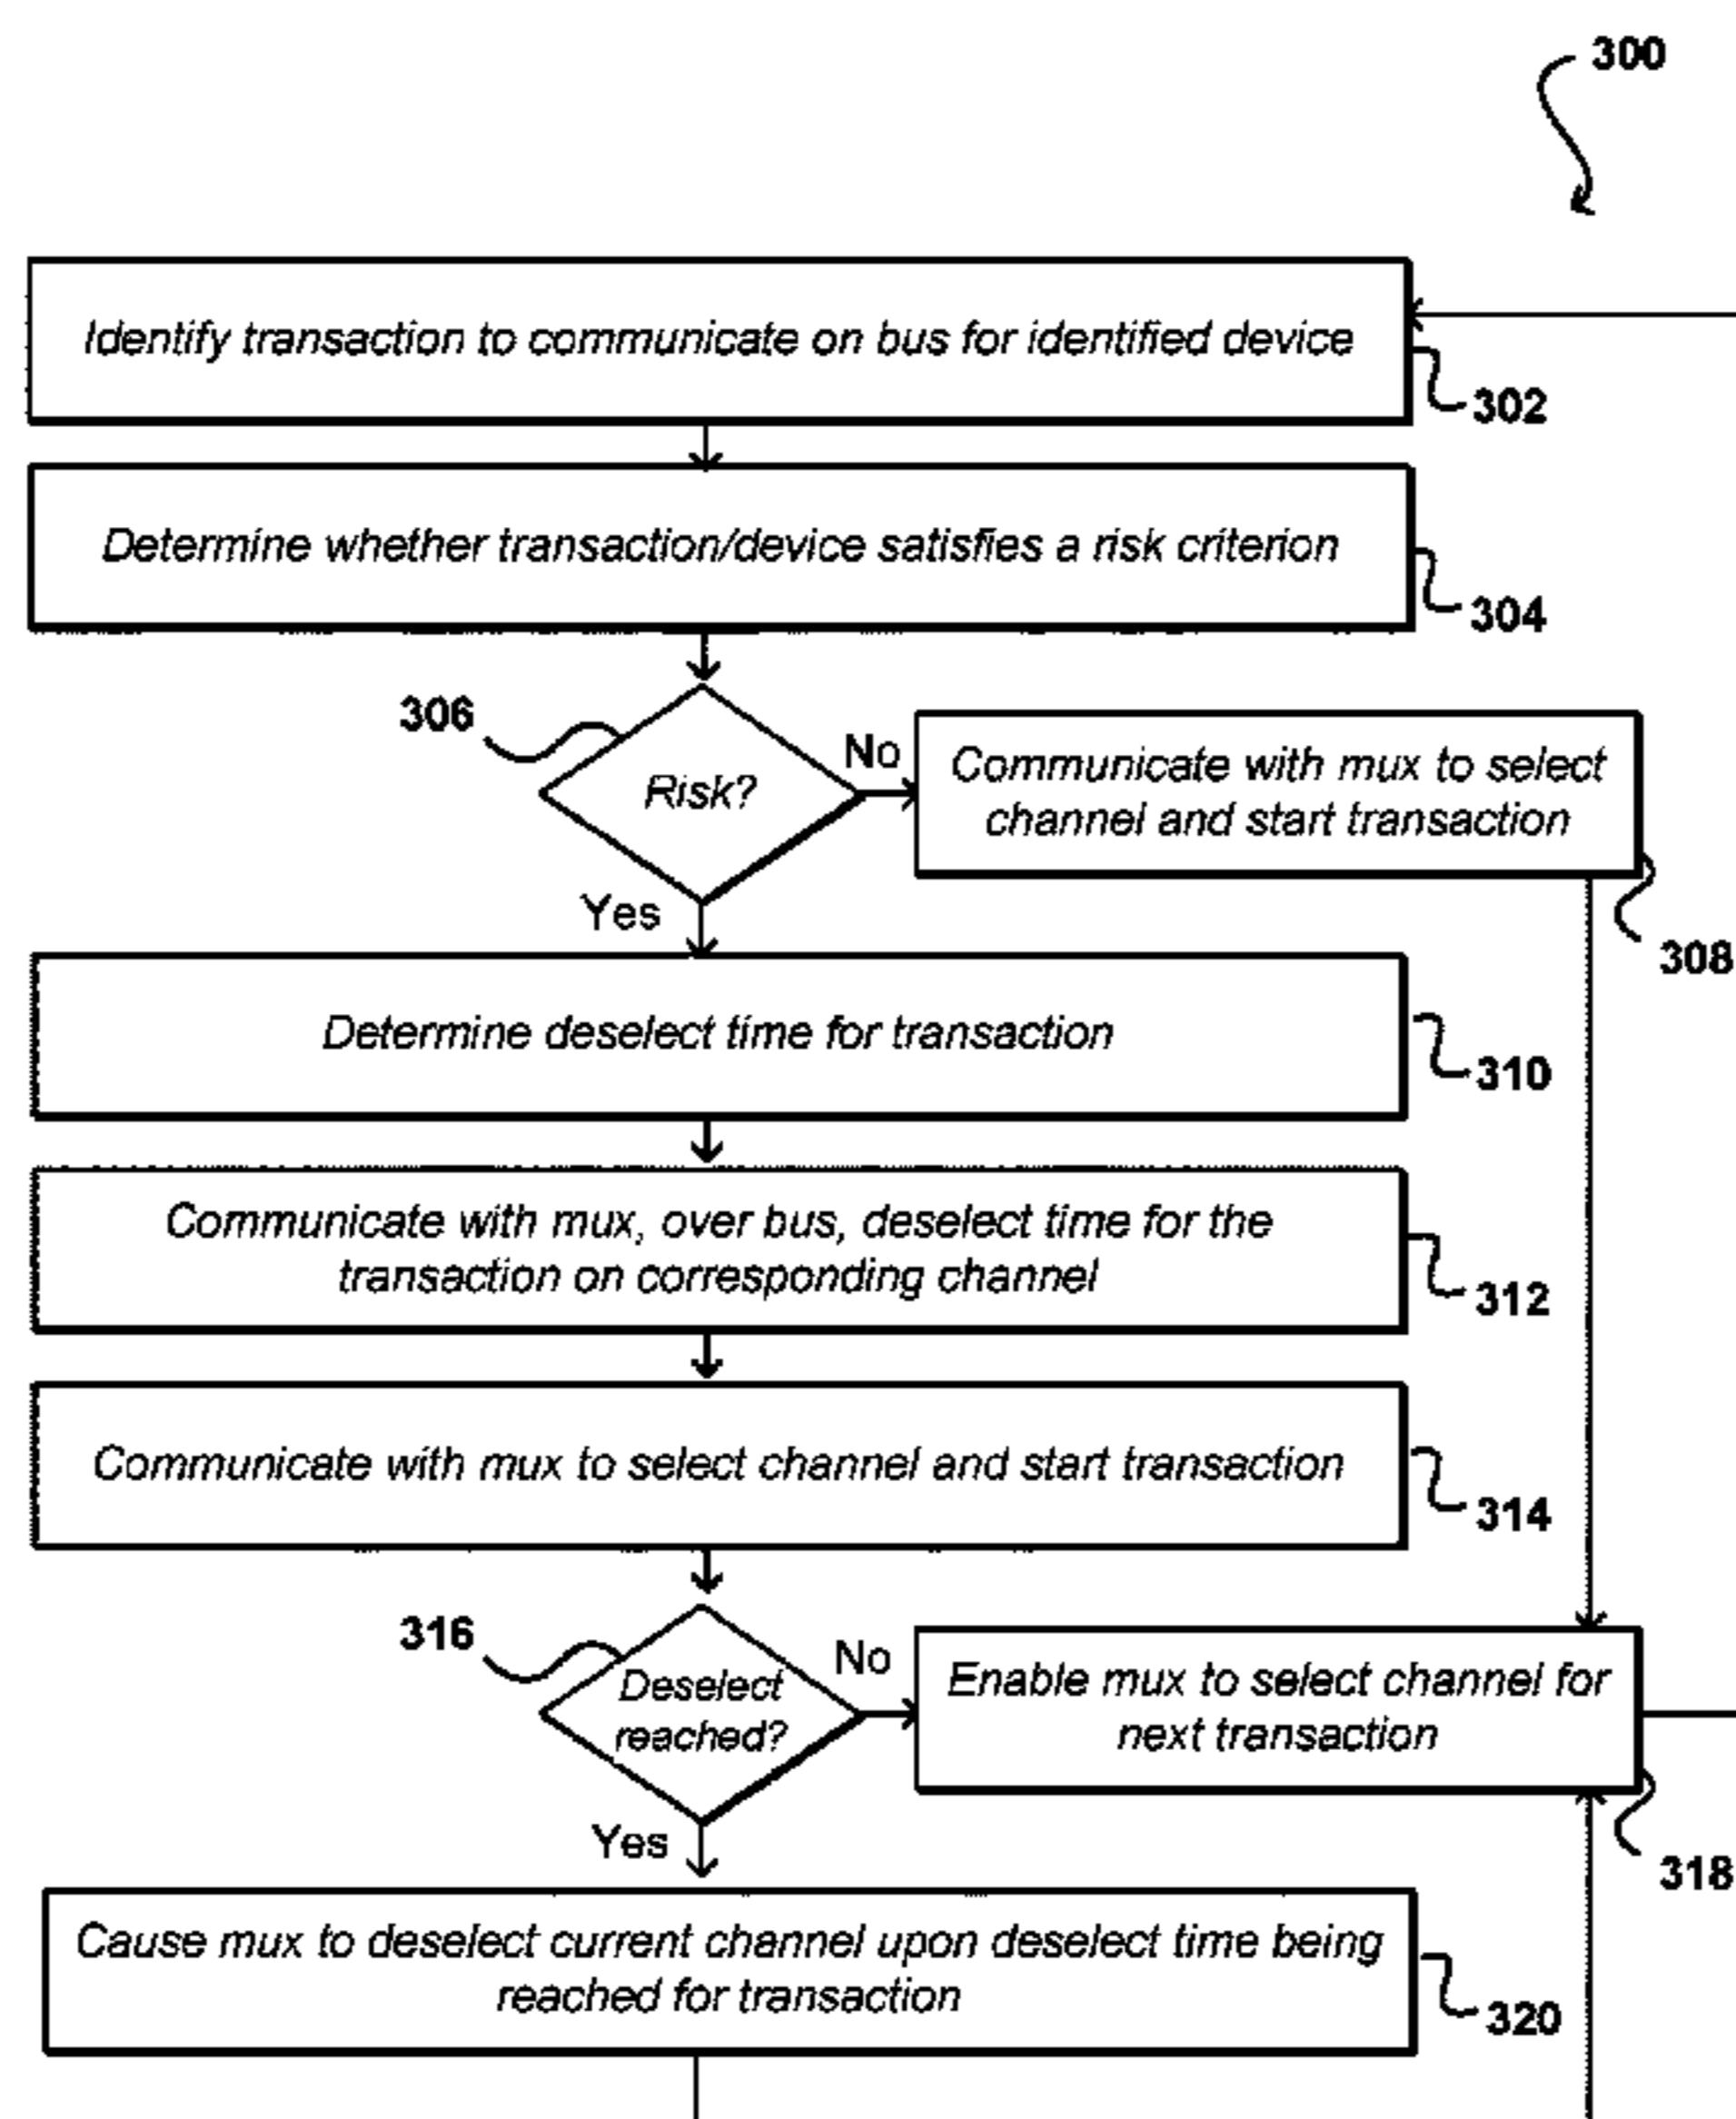 300
Identify transaction to communicate on bus for identified device
302
Determine whether transaction/device satisfies a risk criterion
304
306
Risk?
No
Communicate with mux to select
channel and start transaction
308
Yes
Determine deselect time for transaction
310
Communicate with mux, over bus, deselect time for the
transaction on corresponding channel
312
Communicate with mux to select channel and start transaction
314
316
Deselect
reached?
No
Enable mux to select channel for
next transaction
318
Yes
Cause mux to deselect current channel upon deselect time being
reached for transaction
320